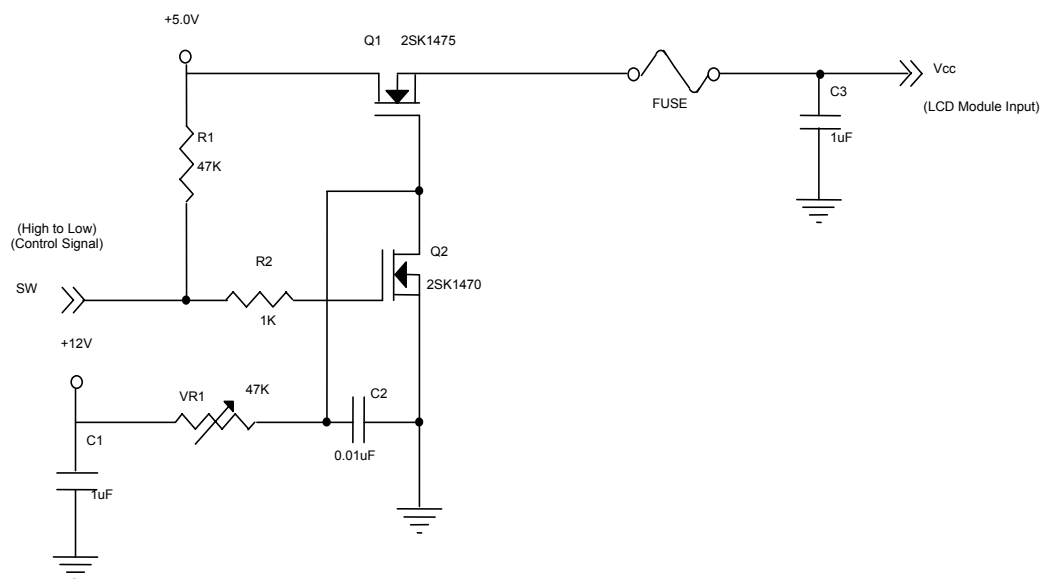 +5.0V
Q1 2SK1475
Vcc
(LCD Module Input)
FUSE
C3
1uF
R1
47K
(High to Low)
(Control Signal)
SW
R2
1K
Q2
2SK1470
+12V
VR1
47K
C2
0.01uF
C1
1uF